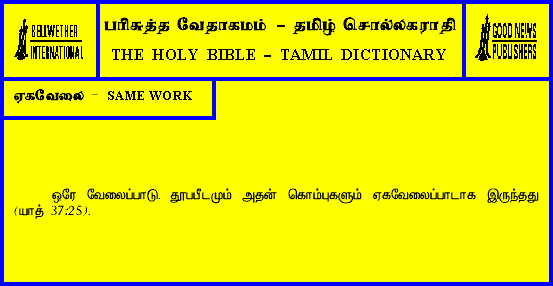 BELLWETHER
INTERNATIONAL
பரிசுத்த வேதாகமம் – தமிழ் சொல்லகராதி
THE HOLY BIBLE – TAMIL DICTIONARY
GOOD NEWS
PUBLISHERS
ஏகவேலை – SAME WORK
ஒரே வேலைப்பாடு. தூபபீடமும் அதன் கொம்புகளும் ஏகவேலைப்பாடாக இருந்தது
(யாத் 37:25).